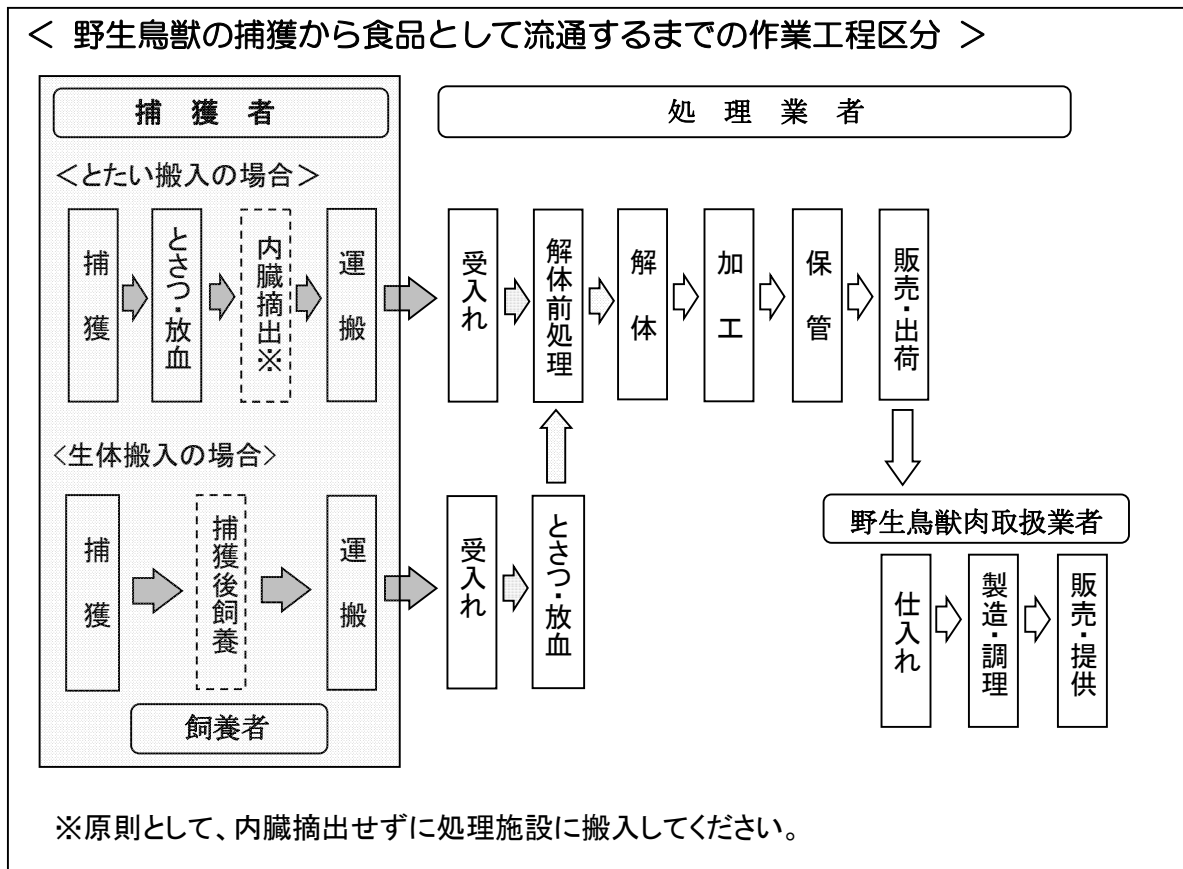 ＜ 野生鳥獣の捕獲から食品として流通するまでの作業工程区分 ＞
捕　獲　者
処　理　業　者
＜とたい搬入の場合＞
捕獲
とさつ・放血
内臓摘出※
運搬
受入れ
解体前処理
解体
加工
保管
販売・出荷
<生体搬入の場合>
捕獲
捕獲後飼養
運搬
受入れ
とさつ・放血
飼養者
野生鳥獣肉取扱業者
仕入れ
製造・調理
販売・提供
※原則として、内臓摘出せずに処理施設に搬入してください。